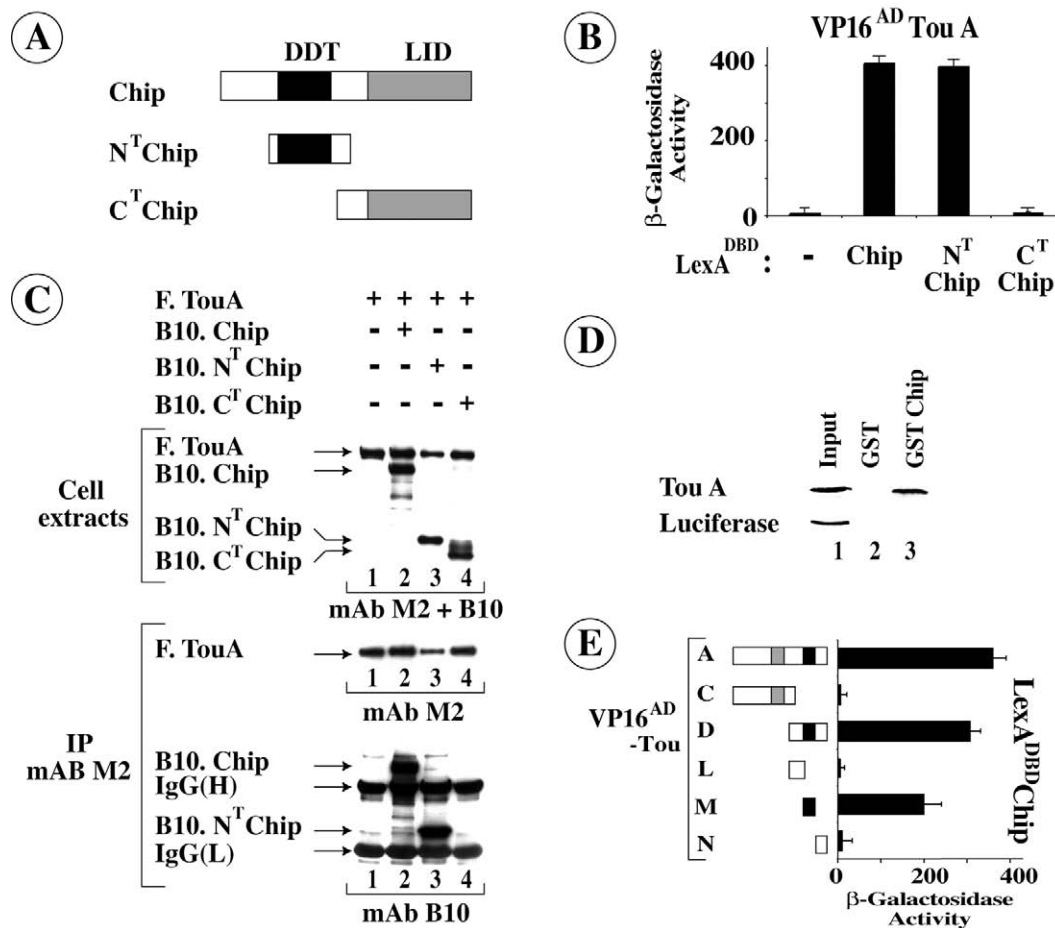 A
DDT LID
Chip
N^T Chip
C^T Chip
B
VP16^AD Tou A
β-Galactosidase
Activity
400
200
0
LexA^DBD : - Chip N^T Chip C^T Chip
C
F. TouA + + + +
B10. Chip - + - -
B10. N^T Chip - - + -
B10. C^T Chip - - - +
Cell extracts
F. TouA
B10. Chip
B10. N^T Chip
B10. C^T Chip
1 2 3 4
mAb M2 + B10
IP
mAB M2
F. TouA
1 2 3 4
mAb M2
B10. Chip
IgG(H)
B10. N^T Chip
IgG(L)
1 2 3 4
mAb B10
D
Input GST GST Chip
Tou A
Luciferase
1 2 3
E
VP16^AD
-Tou
A
C
D
L
M
N
LexA^DBD Chip
0 200 400
β-Galactosidase
Activity